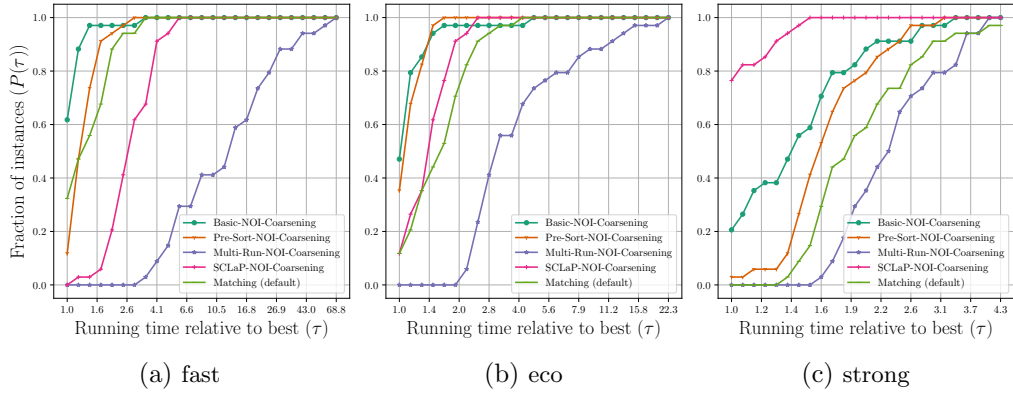 Fraction of instances (P(τ))
1.0
0.8
0.6
0.4
0.2
0.0
Basic-NOI-Coarsening
Pre-Sort-NOI-Coarsening
Multi-Run-NOI-Coarsening
SCLaP-NOI-Coarsening
Matching (default)
1.0 1.6 2.6 4.1 6.6 10.5 16.8 26.9 43.0 68.8
Running time relative to best (τ)
(a) fast
1.0
0.8
0.6
0.4
0.2
0.0
Basic-NOI-Coarsening
Pre-Sort-NOI-Coarsening
Multi-Run-NOI-Coarsening
SCLaP-NOI-Coarsening
Matching (default)
1.0 1.4 2.0 2.8 4.0 5.6 7.9 11.2 15.8 22.3
Running time relative to best (τ)
(b) eco
1.0
0.8
0.6
0.4
0.2
0.0
Basic-NOI-Coarsening
Pre-Sort-NOI-Coarsening
Multi-Run-NOI-Coarsening
SCLaP-NOI-Coarsening
Matching (default)
1.0 1.2 1.4 1.6 1.9 2.2 2.6 3.1 3.7 4.3
Running time relative to best (τ)
(c) strong